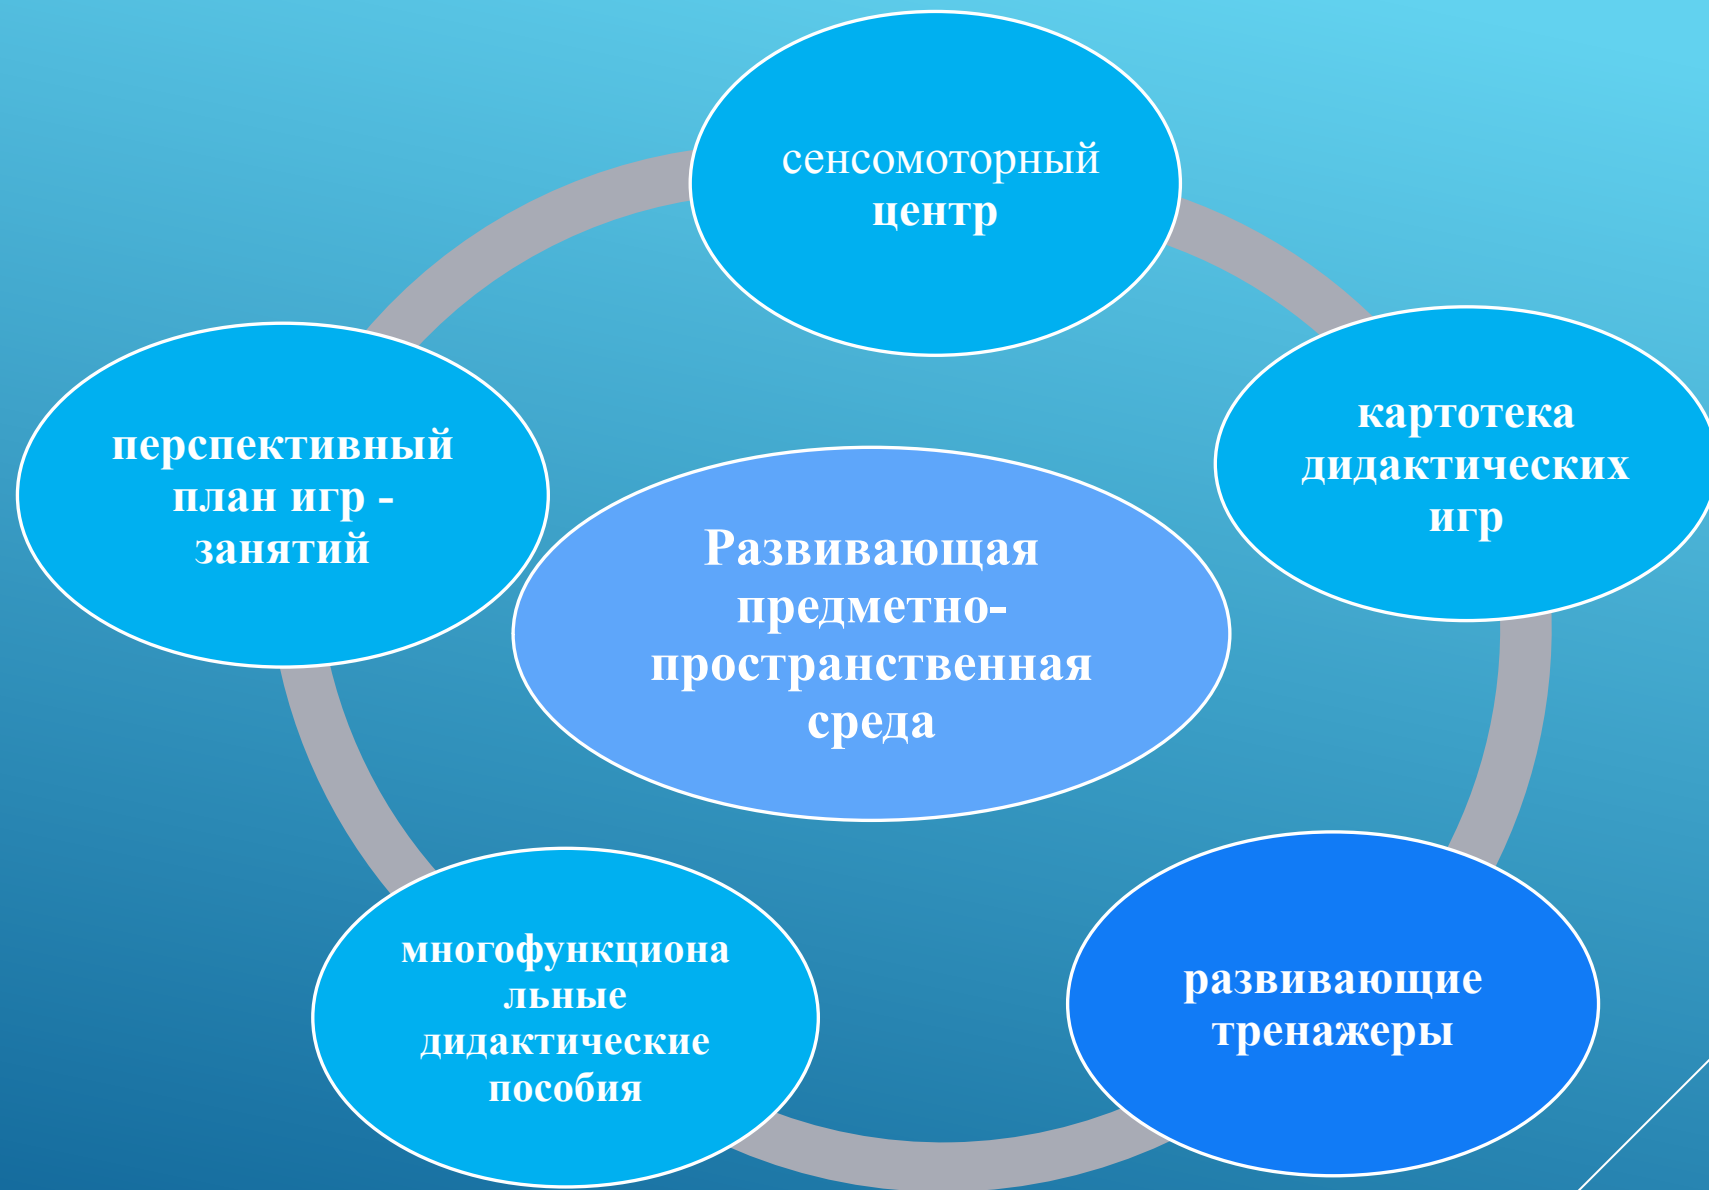 сенсомоторный
центр
картотека
дидактических
игр
перспективный
план игр -
занятий
Развивающая
предметно-
пространственная
среда
многофункциона
льные
дидактические
пособия
развивающие
тренажеры